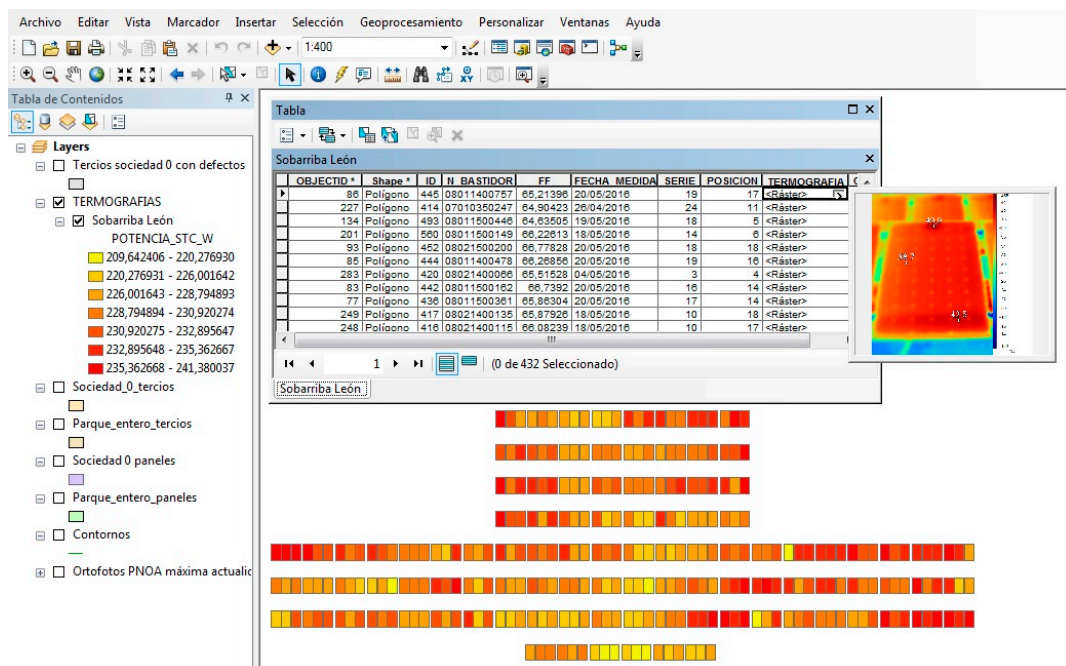 Archivo Editar Vista Marcador Insertar Selección Geoprocesamiento Personalizar Ventanas Ayuda
1:400
Tabla de Contenidos
Layers
Tercios sociedad 0 con defectos
TERMOGRAFIAS
Sobarriba León
POTENCIA_STC_W
209,642406 - 220,276930
220,276931 - 226,001642
226,001643 - 228,794893
228,794894 - 230,920274
230,920275 - 232,895647
232,895648 - 235,362667
235,362668 - 241,380037
Sociedad_0_tercios
Parque_entero_tercios
Sociedad 0 paneles
Parque_entero_paneles
Contornos
Ortofotos PNOA máxima actualic
Tabla
Sobarriba León
OBJECTID * Shape * ID N_BASTIDOR FF FECHA_MEDIDA SERIE POSICION TERMOGRAFIA
86 Polígono 445 08011400757 65,21396 20/05/2016 19 17 <Ráster>
227 Polígono 414 07010350247 64,90423 26/04/2016 24 11 <Ráster>
134 Polígono 493 08011500446 64,63505 19/05/2016 18 5 <Ráster>
201 Polígono 560 08011500149 66,22613 18/05/2016 14 6 <Ráster>
93 Polígono 452 08021500200 66,77828 20/05/2016 18 18 <Ráster>
85 Polígono 444 08011400478 66,26856 20/05/2016 19 16 <Ráster>
283 Polígono 420 08021400066 65,51528 04/05/2016 3 4 <Ráster>
83 Polígono 442 08011500162 66,7392 20/05/2016 16 14 <Ráster>
77 Polígono 436 08011500361 65,86304 20/05/2016 17 14 <Ráster>
249 Polígono 417 08021400135 65,87926 18/05/2016 10 18 <Ráster>
248 Polígono 416 08021400115 66,08239 18/05/2016 10 17 <Ráster>
1 (0 de 432 Seleccionado)
Sobarriba León